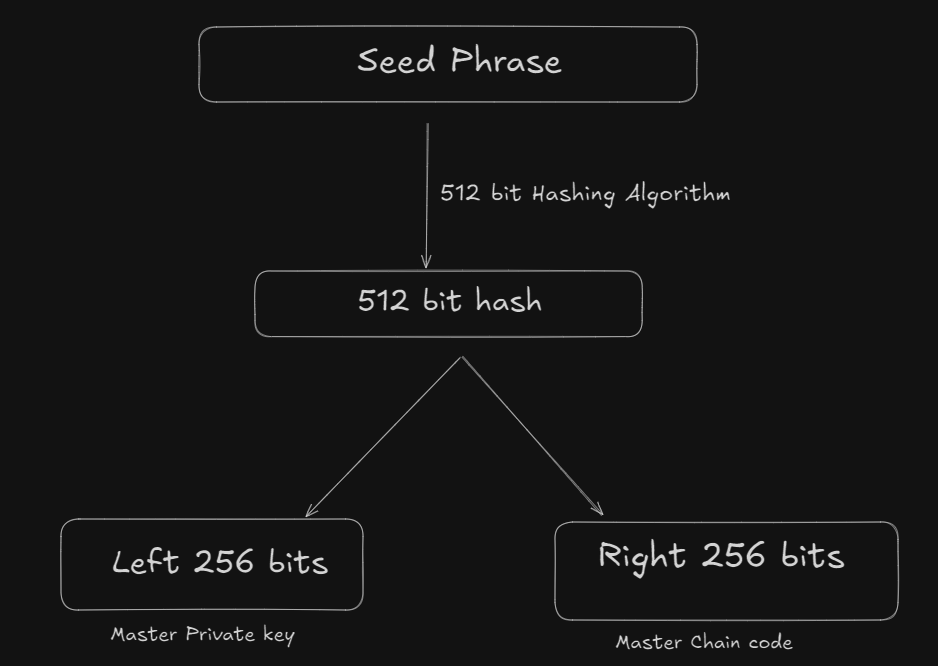 Seed Phrase
512 bit Hashing Algorithm
512 bit hash
Left 256 bits
Right 256 bits
Master Private key
Master Chain code